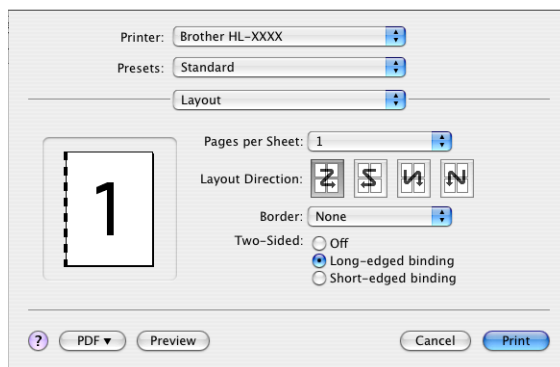 Printer: Brother HL-XXXX
Presets: Standard
Layout
Pages per Sheet: 1
Layout Direction:
Border: None
Two-Sided: Off
Long-edged binding
Short-edged binding
1
? PDF▼ Preview Cancel Print